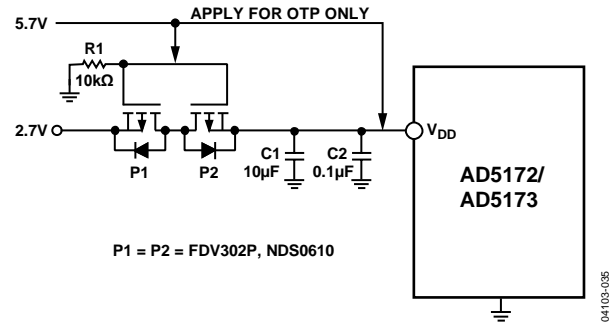 5.7V
APPLY FOR OTP ONLY
R1
10kΩ
2.7V
P1
P2
C1
10µF
C2
0.1µF
VDD
AD5172/
AD5173
P1 = P2 = FDV302P, NDS0610
04103-035